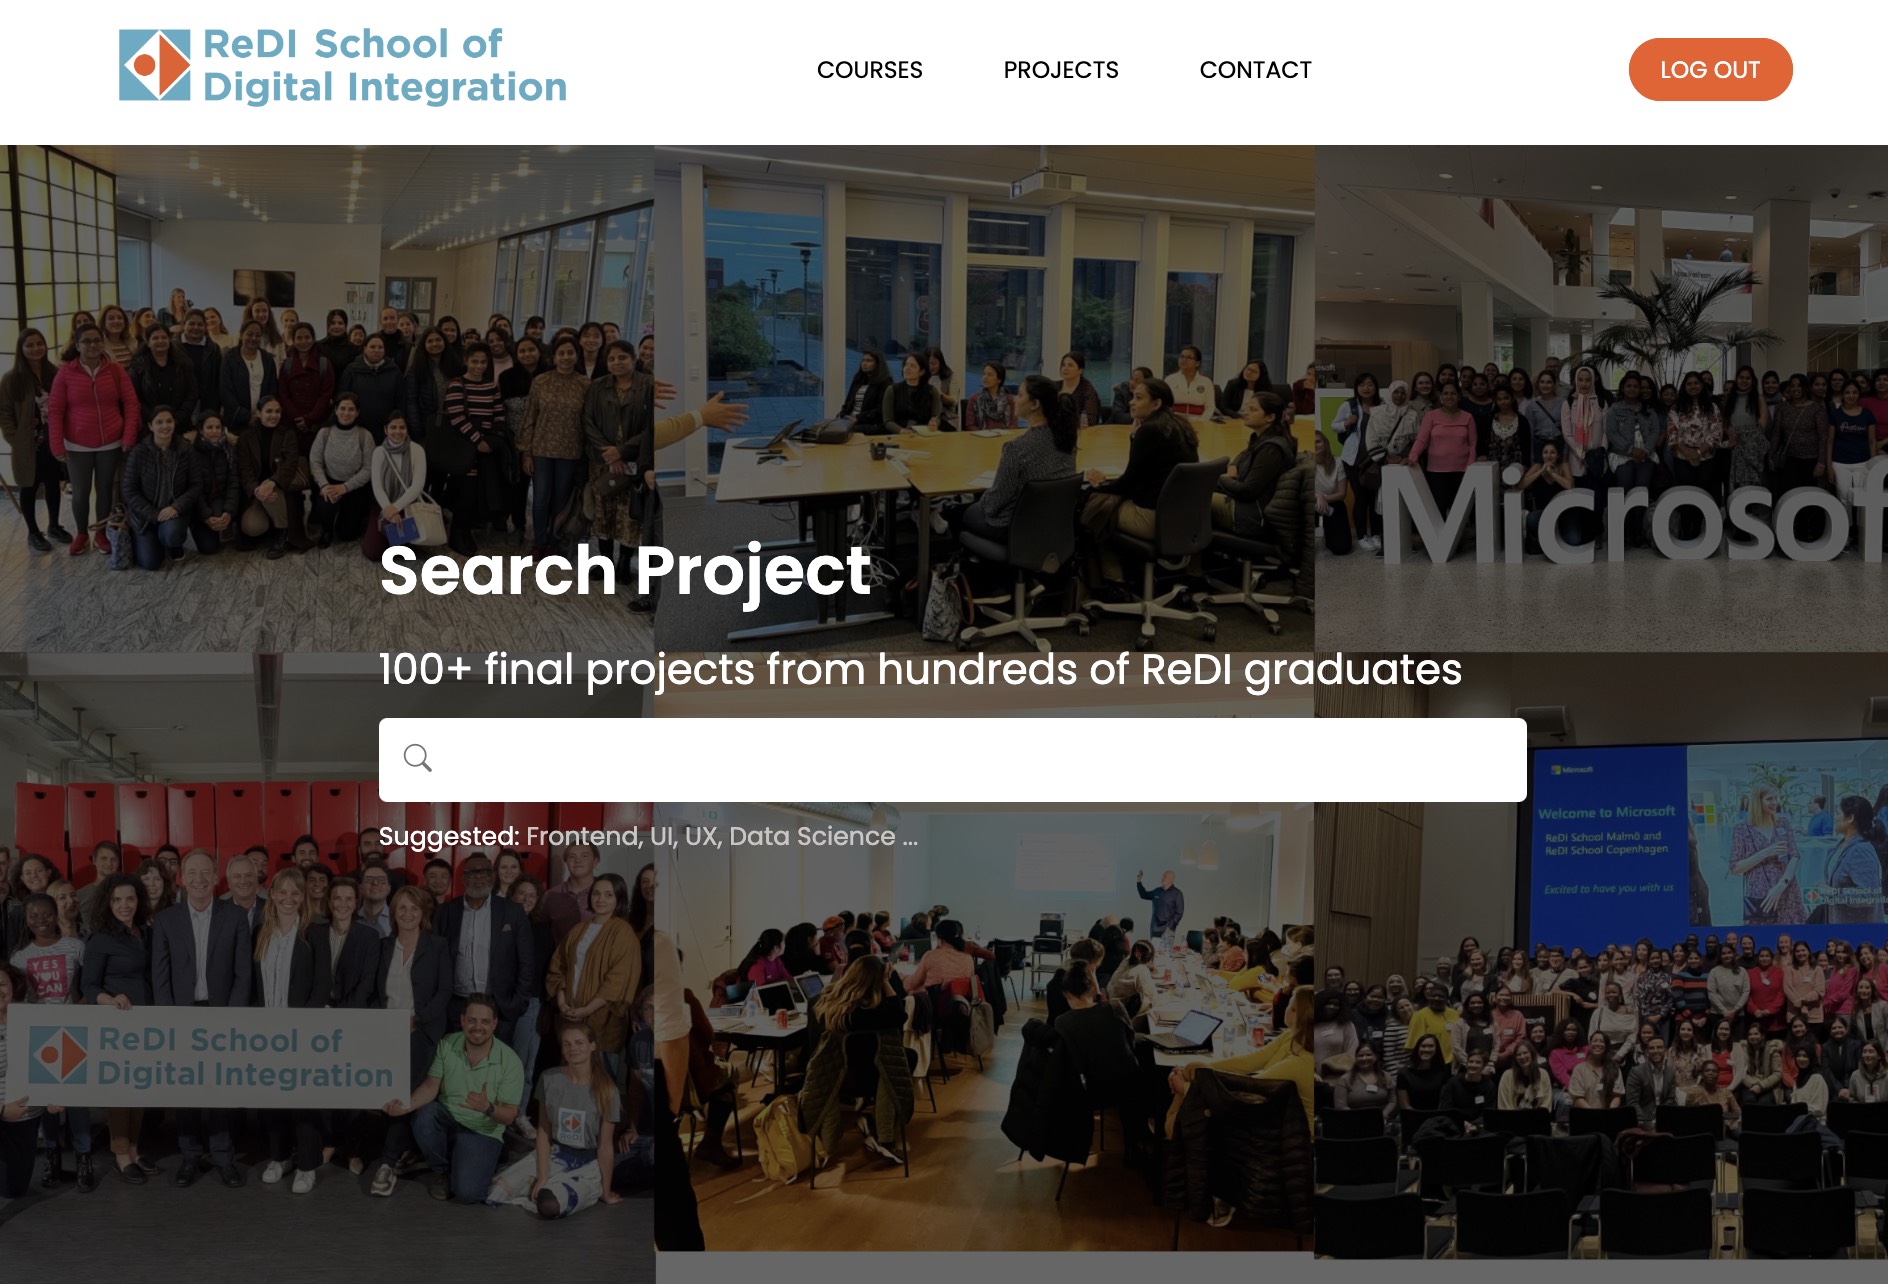 ReDI School of
Digital Integration
COURSES
PROJECTS
CONTACT
LOG OUT
Microsof
Search Project
100+ final projects from hundreds of ReDI graduates
Suggested: Frontend, UI, UX, Data Science ...
Microsoft
Welcome to Microsoft
ReDI School Malmö and
ReDI School Copenhagen
Excited to have you with us
ReDI School of
Digital Integratio
YES
YOU
CAN
ReDI School of
Digital Integration
ReDI